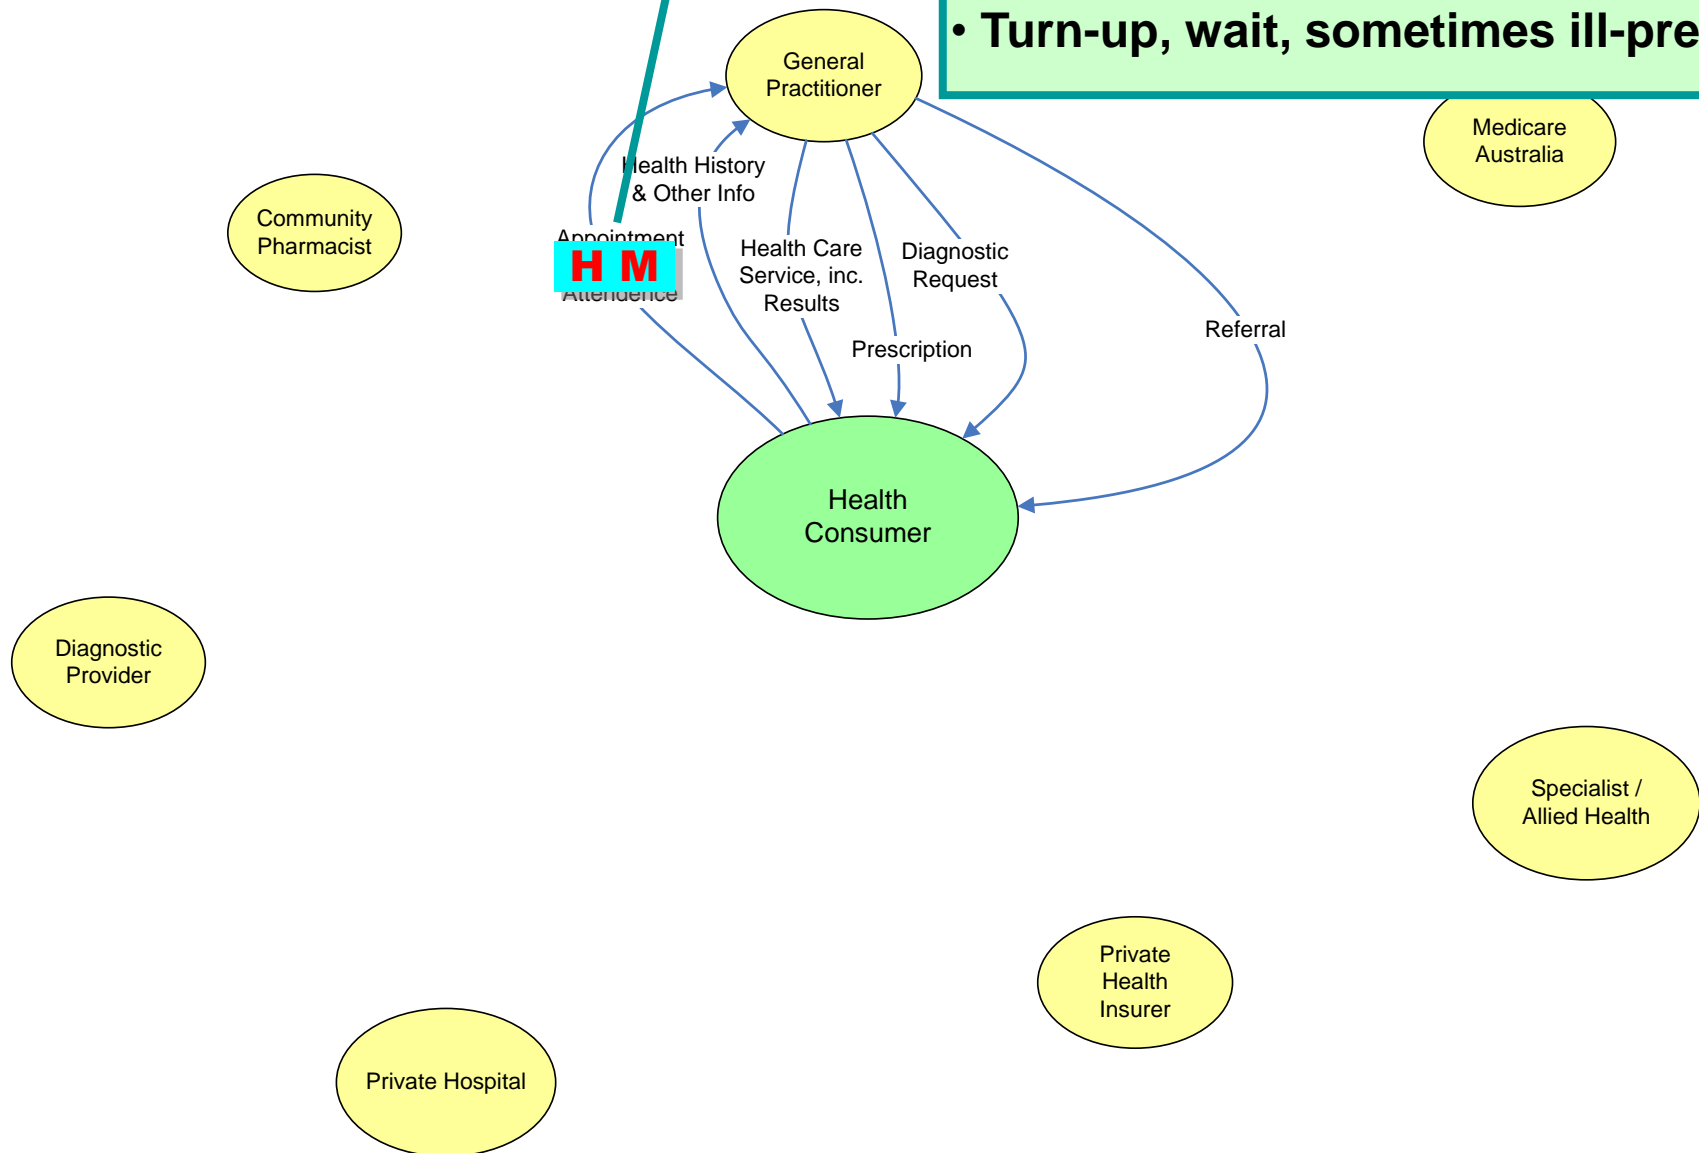 • Turn-up, wait, sometimes ill-pre
General
Practitioner
Medicare
Australia
Health History
& Other Info
Community
Pharmacist
Appointment
H M
Attendence
Health Care
Service, inc.
Results
Diagnostic
Request
Referral
Prescription
Health
Consumer
Diagnostic
Provider
Specialist /
Allied Health
Private
Health
Insurer
Private Hospital